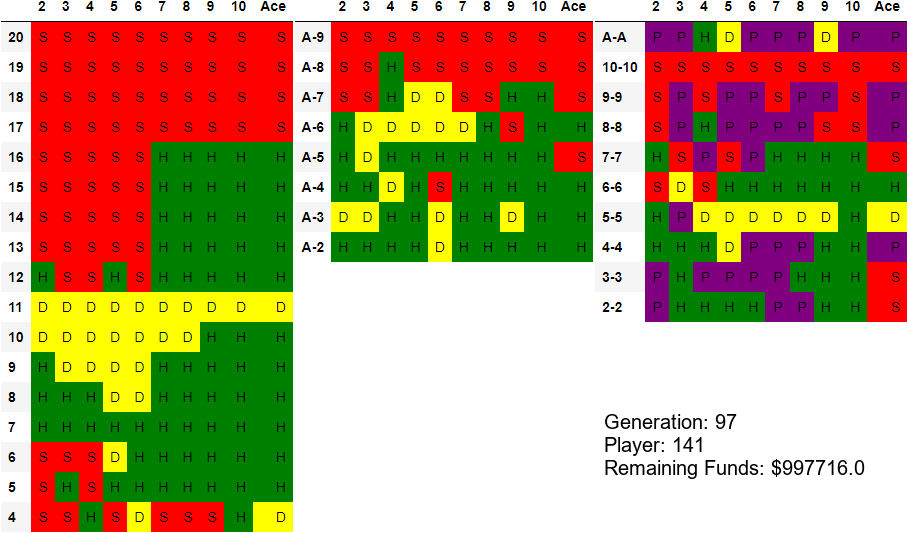 2 3 4 5 6 7 8 9 10 Ace
20 S S S S S S S S S S
19 S S S S S S S S S S
18 S S S S S S S S S S
17 S S S S S S S S S S
16 S S S S S H H H H H
15 S S S S S H H H H H
14 S S S S S H H H H H
13 S S S S S H H H H H
12 H S S H S H H H H H
11 D D D D D D D D D D
10 D D D D D D D H H H
9 H D D D D H H H H H
8 H H H D D H H H H H
7 H H H H H H H H H H
6 S S S D H H H H H H
5 S H S H H H H H H H
4 S S H S D S S S H D
2 3 4 5 6 7 8 9 10 Ace
A-9 S S S S S S S S S S
A-8 S S H S S S S S S S
A-7 S S H D D S S H H S
A-6 H D D D D D H S H H
A-5 H D H H H H H H H S
A-4 H H D H S H H H H H
A-3 D D H H D H H D H H
A-2 H H H H D H H H H H
2 3 4 5 6 7 8 9 10 Ace
A-A P P H D P P P D P P
10-10 S S S S S S S S S S
9-9 S P S P P S P P S P
8-8 S P H P P P P S S P
7-7 H S P S P H H H H S
6-6 S D S H H H H H H H
5-5 H P D D D D D D H D
4-4 H H H D P P P H H P
3-3 P H P P P P H H H S
2-2 P H H H H P P H H S
Generation: 97
Player: 141
Remaining Funds: $997716.0